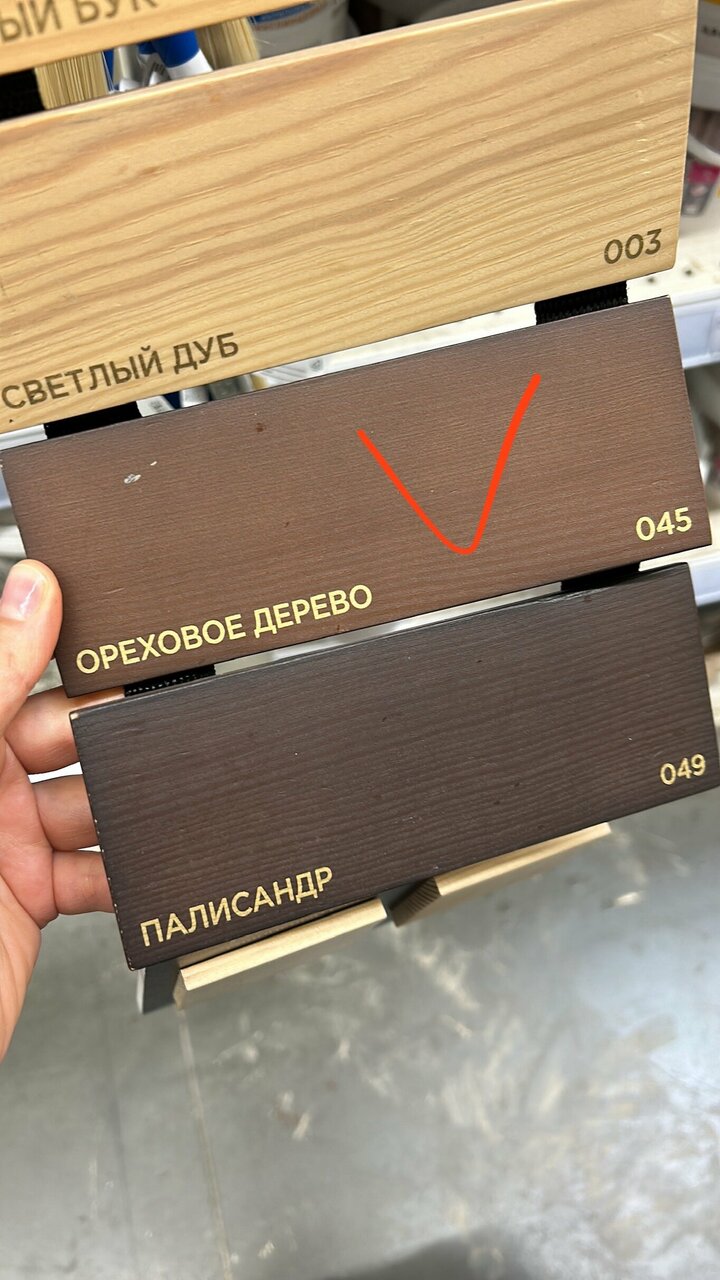 ЫЙ БУК
003
СВЕТЛЫЙ ДУБ
045
ОРЕХОВОЕ ДЕРЕВО
049
ПАЛИСАНДР